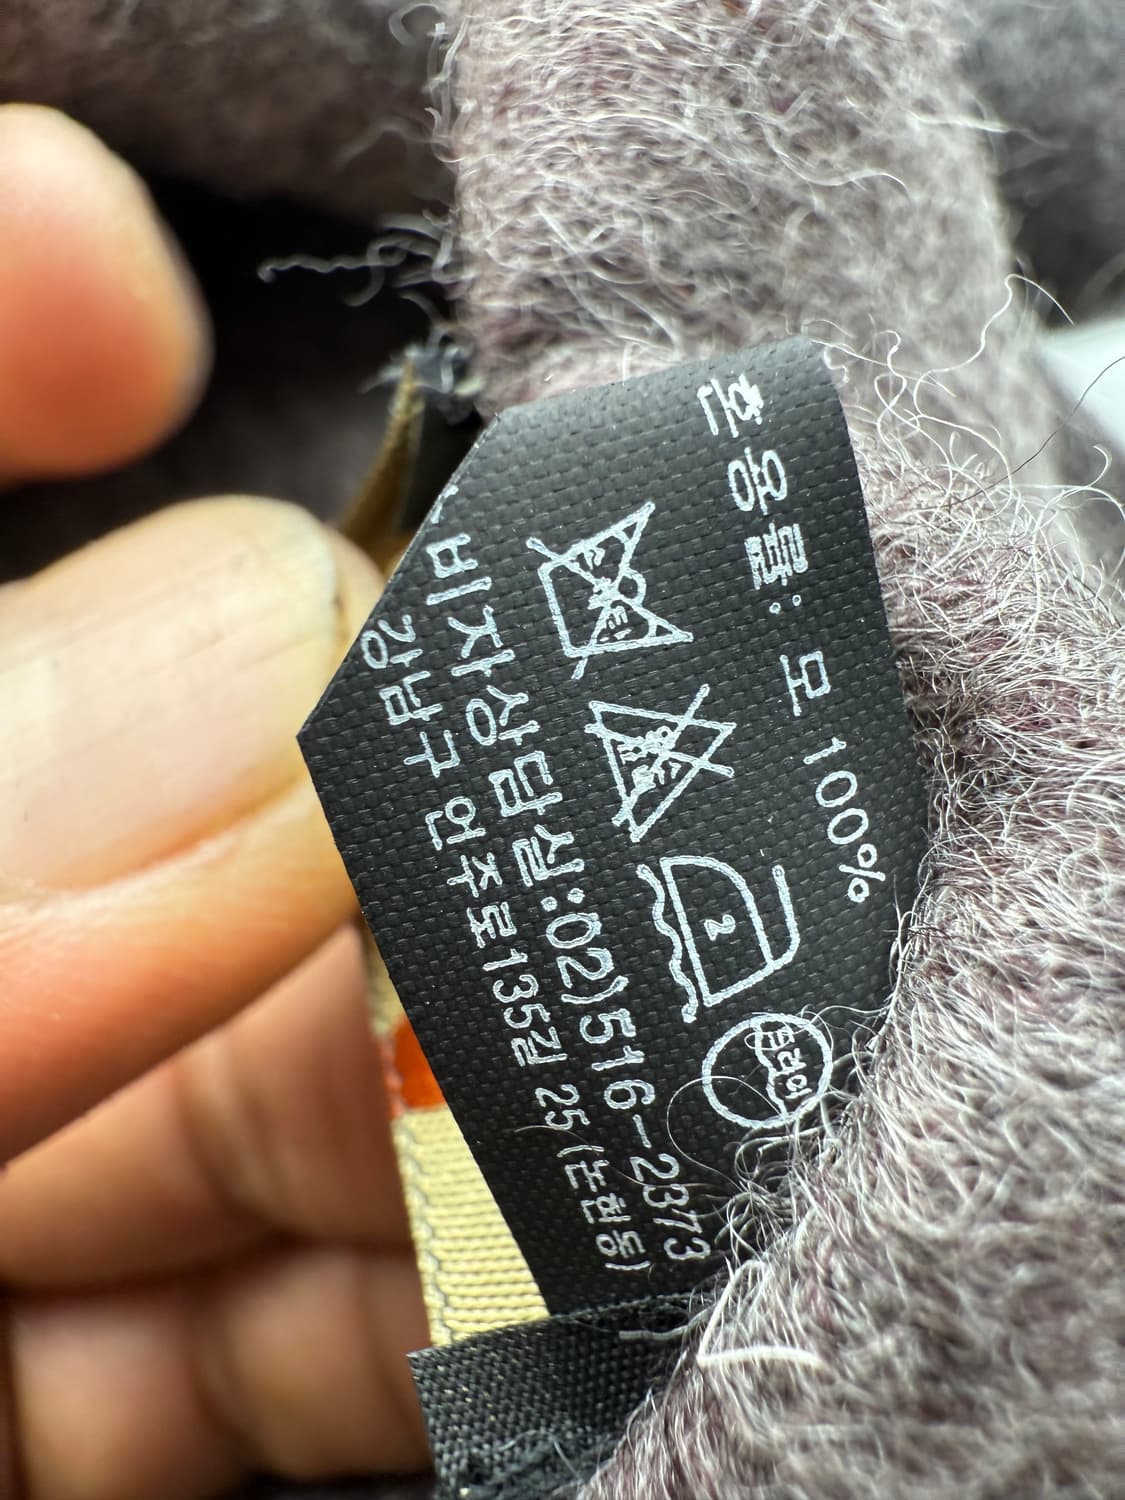 혼용률: 모 100%
2
드라이
비자상담실:02)516-2373
강남구 언주로135길 25 (논현동)